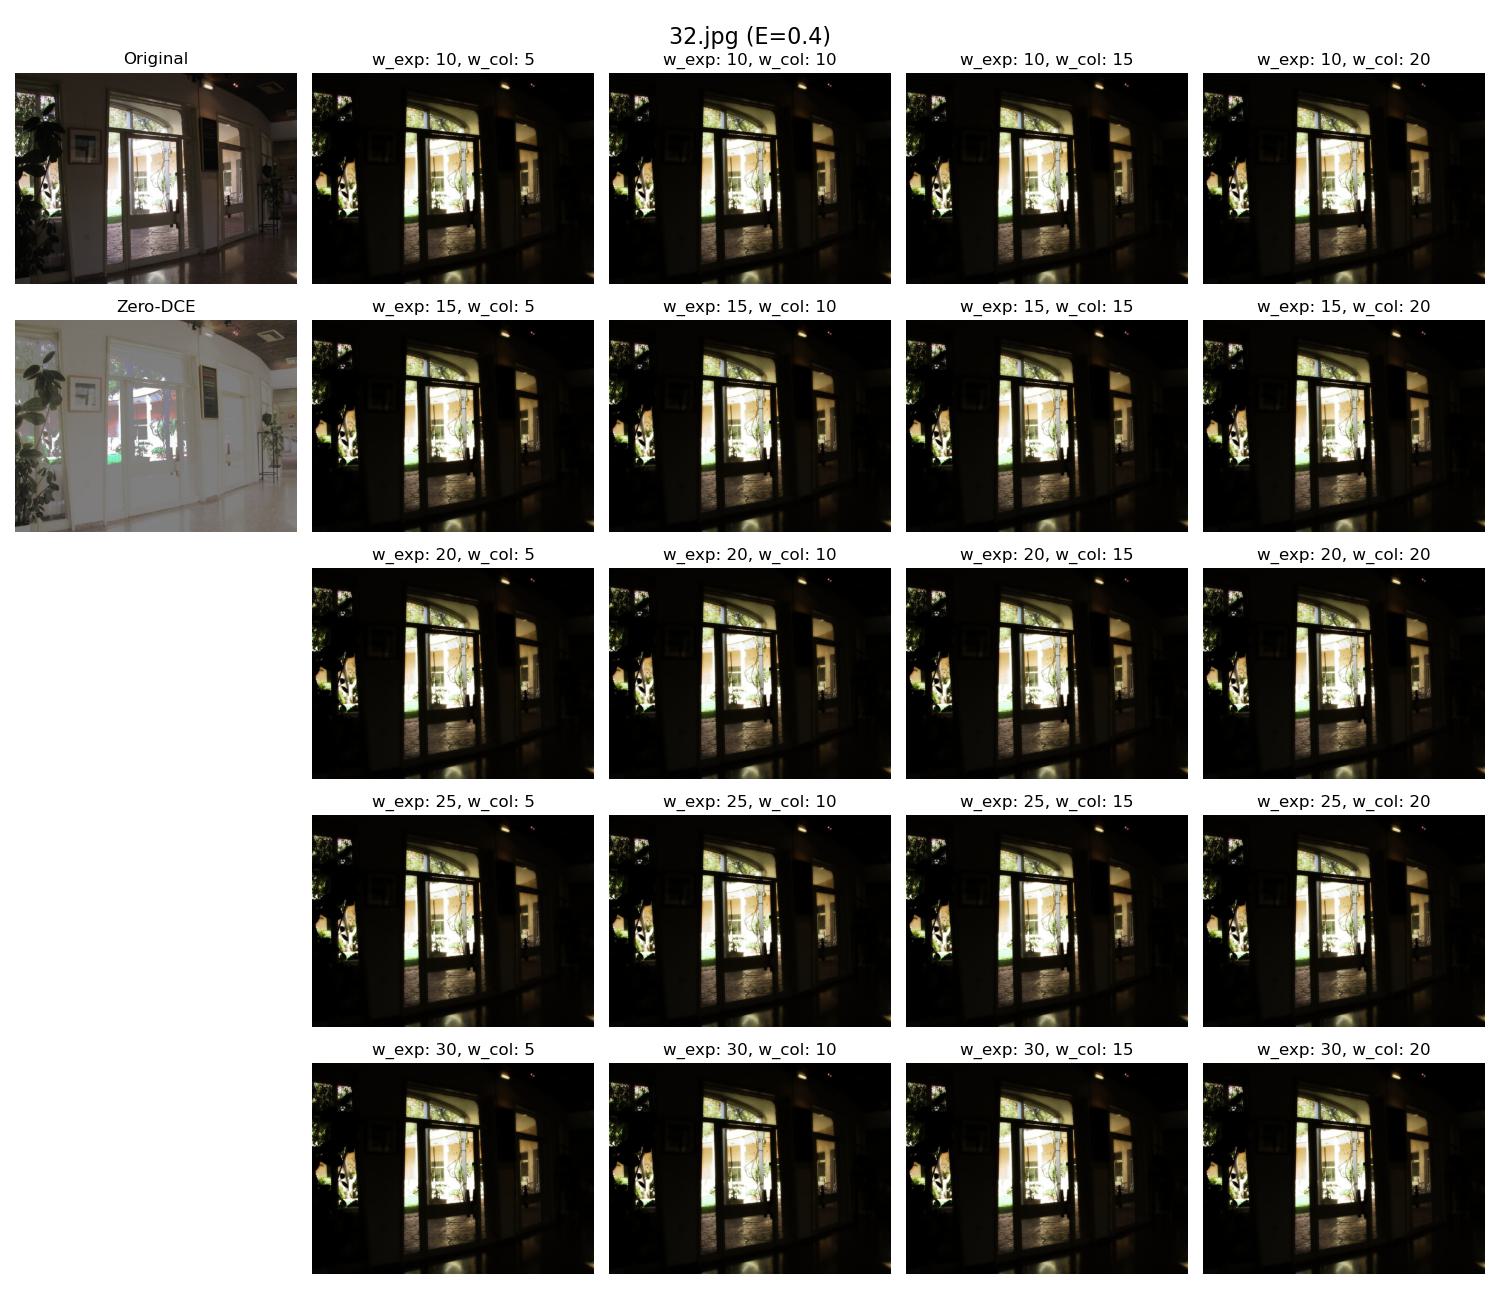 32.jpg (E=0.4)
Original
w_exp: 10, w_col: 5
w_exp: 10, w_col: 10
w_exp: 10, w_col: 15
w_exp: 10, w_col: 20
Zero-DCE
w_exp: 15, w_col: 5
w_exp: 15, w_col: 10
w_exp: 15, w_col: 15
w_exp: 15, w_col: 20
w_exp: 20, w_col: 5
w_exp: 20, w_col: 10
w_exp: 20, w_col: 15
w_exp: 20, w_col: 20
w_exp: 25, w_col: 5
w_exp: 25, w_col: 10
w_exp: 25, w_col: 15
w_exp: 25, w_col: 20
w_exp: 30, w_col: 5
w_exp: 30, w_col: 10
w_exp: 30, w_col: 15
w_exp: 30, w_col: 20